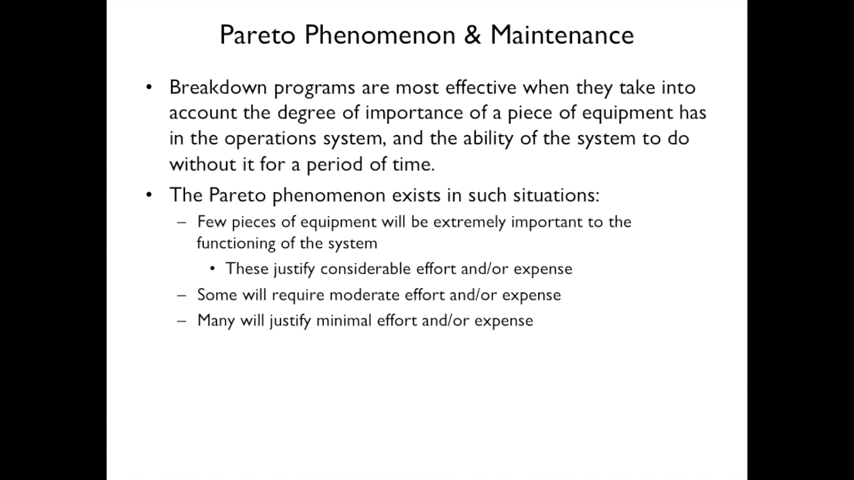 Pareto Phenomenon & Maintenance
• Breakdown programs are most effective when they take into
account the degree of importance of a piece of equipment has
in the operations system, and the ability of the system to do
without it for a period of time.
• The Pareto phenomenon exists in such situations:
– Few pieces of equipment will be extremely important to the
functioning of the system
• These justify considerable effort and/or expense
– Some will require moderate effort and/or expense
– Many will justify minimal effort and/or expense